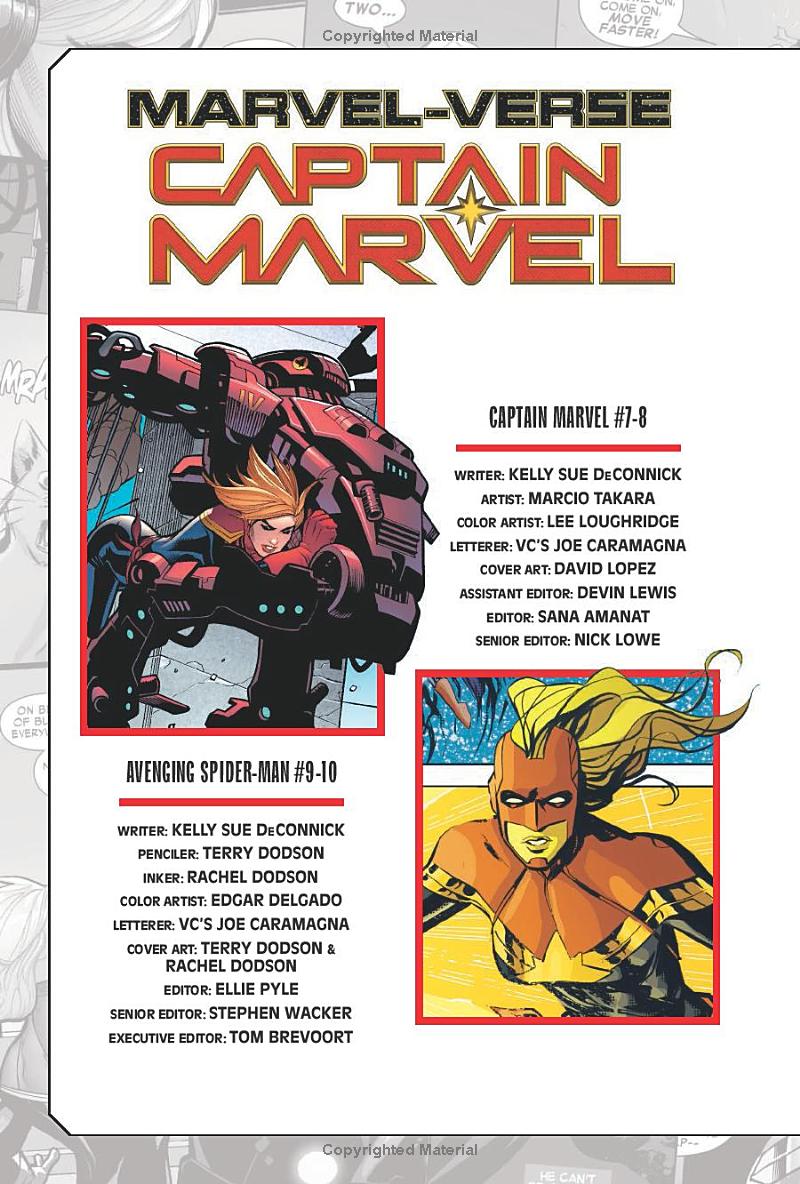 Copyrighted Material
TWO...
COME ON,
MOVE
FASTER!
MARVEL-VERSE
CAPTAIN
MARVEL
IV
CAPTAIN MARVEL #7-8
WRITER: KELLY SUE DeCONNICK
ARTIST: MARCIO TAKARA
COLOR ARTIST: LEE LOUGHRIDGE
LETTERER: VC'S JOE CARAMAGNA
COVER ART: DAVID LOPEZ
ASSISTANT EDITOR: DEVIN LEWIS
EDITOR: SANA AMANAT
SENIOR EDITOR: NICK LOWE
ON
OF
AVENGING SPIDER-MAN #9-10
WRITER: KELLY SUE DeCONNICK
PENCILER: TERRY DODSON
INKER: RACHEL DODSON
COLOR ARTIST: EDGAR DELGADO
LETTERER: VC'S JOE CARAMAGNA
COVER ART: TERRY DODSON &
RACHEL DODSON
EDITOR: ELLIE PYLE
SENIOR EDITOR: STEPHEN WACKER
EXECUTIVE EDITOR: TOM BREVOORT
Copyrighted Material
HE CAN'T